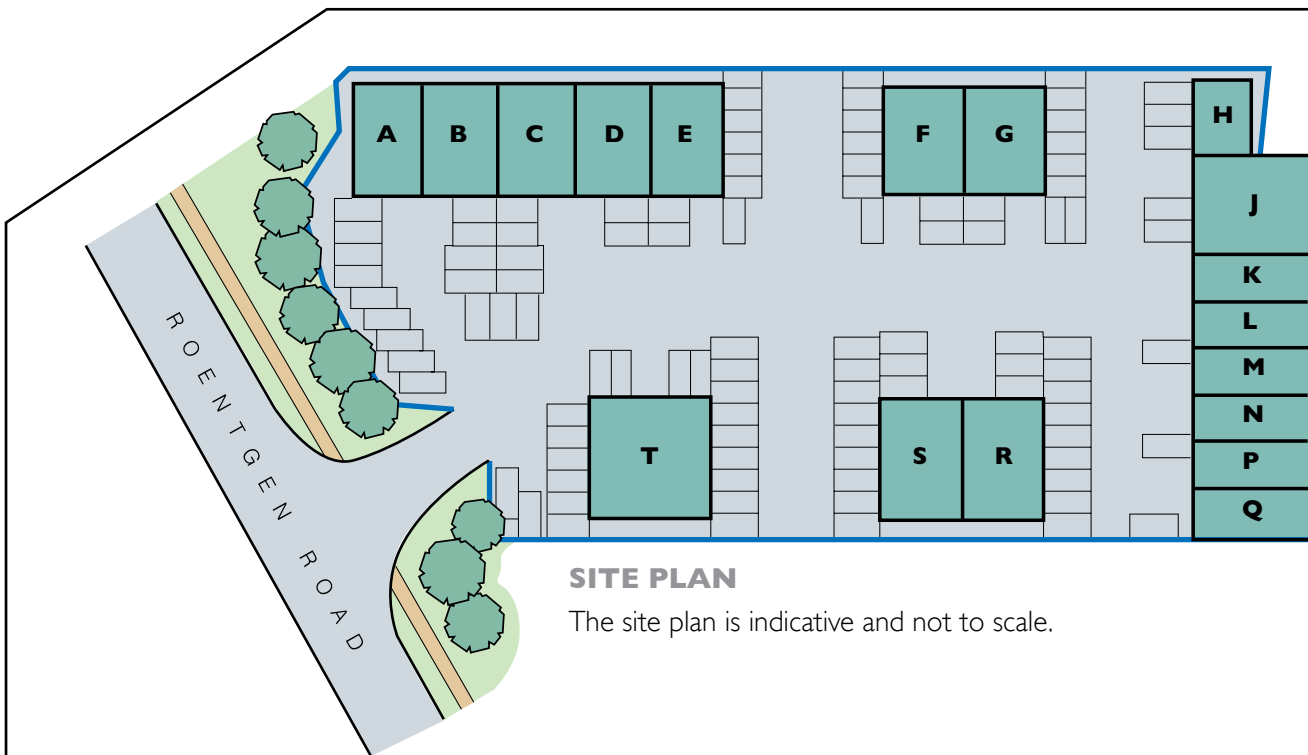 A B C D E F G H
J
K
L
M
N
P
Q
T S R
ROENTGEN ROAD
SITE PLAN
The site plan is indicative and not to scale.